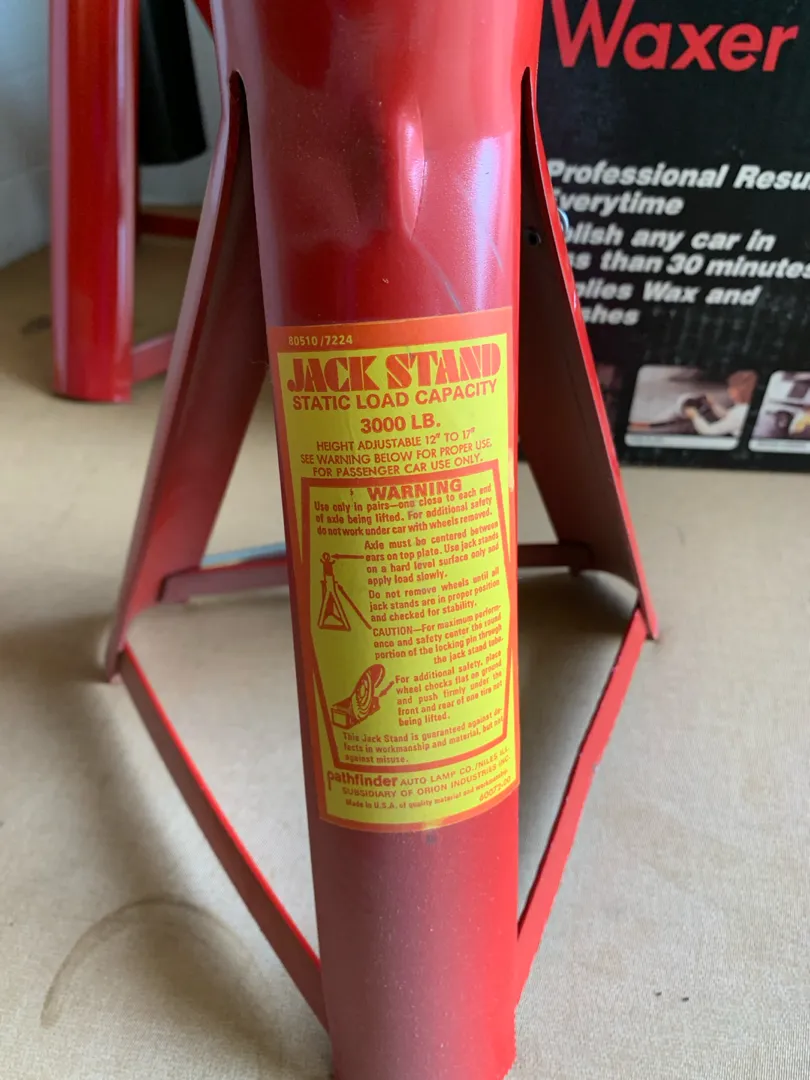 Waxer
Professional Resu
Everytime
lish any car in
ss than 30 minutes
plies Wax and
shes
80510/7224
JACK STAND
STATIC LOAD CAPACITY
3000 LB.
HEIGHT ADJUSTABLE 12" TO 17"
SEE WARNING BELOW FOR PROPER USE.
FOR PASSENGER CAR USE ONLY.
WARNING
Use only in pairs—one close to each end
of axle being lifted. For additional safety
do not work under car with wheels removed.
Axle must be centered between
ears on top plate. Use jack stands
on a hard level surface only and
apply load slowly.
Do not remove wheels until all
jack stands are in proper position
and checked for stability.
CAUTION—For maximum perform-
ance and safety center the round
portion of the locking pin through
the jack stand tube.
For additional safety, place
wheel chocks flat on ground
and push firmly under the
front and rear of one tire not
being lifted.
This Jack Stand is guaranteed against de-
fects in workmanship and material, but not
against misuse.
pathfinder AUTO LAMP CO./NILES ILL.
SUBSIDIARY OF ORION INDUSTRIES INC.
Made in U.S.A. of quality material and workmanship.